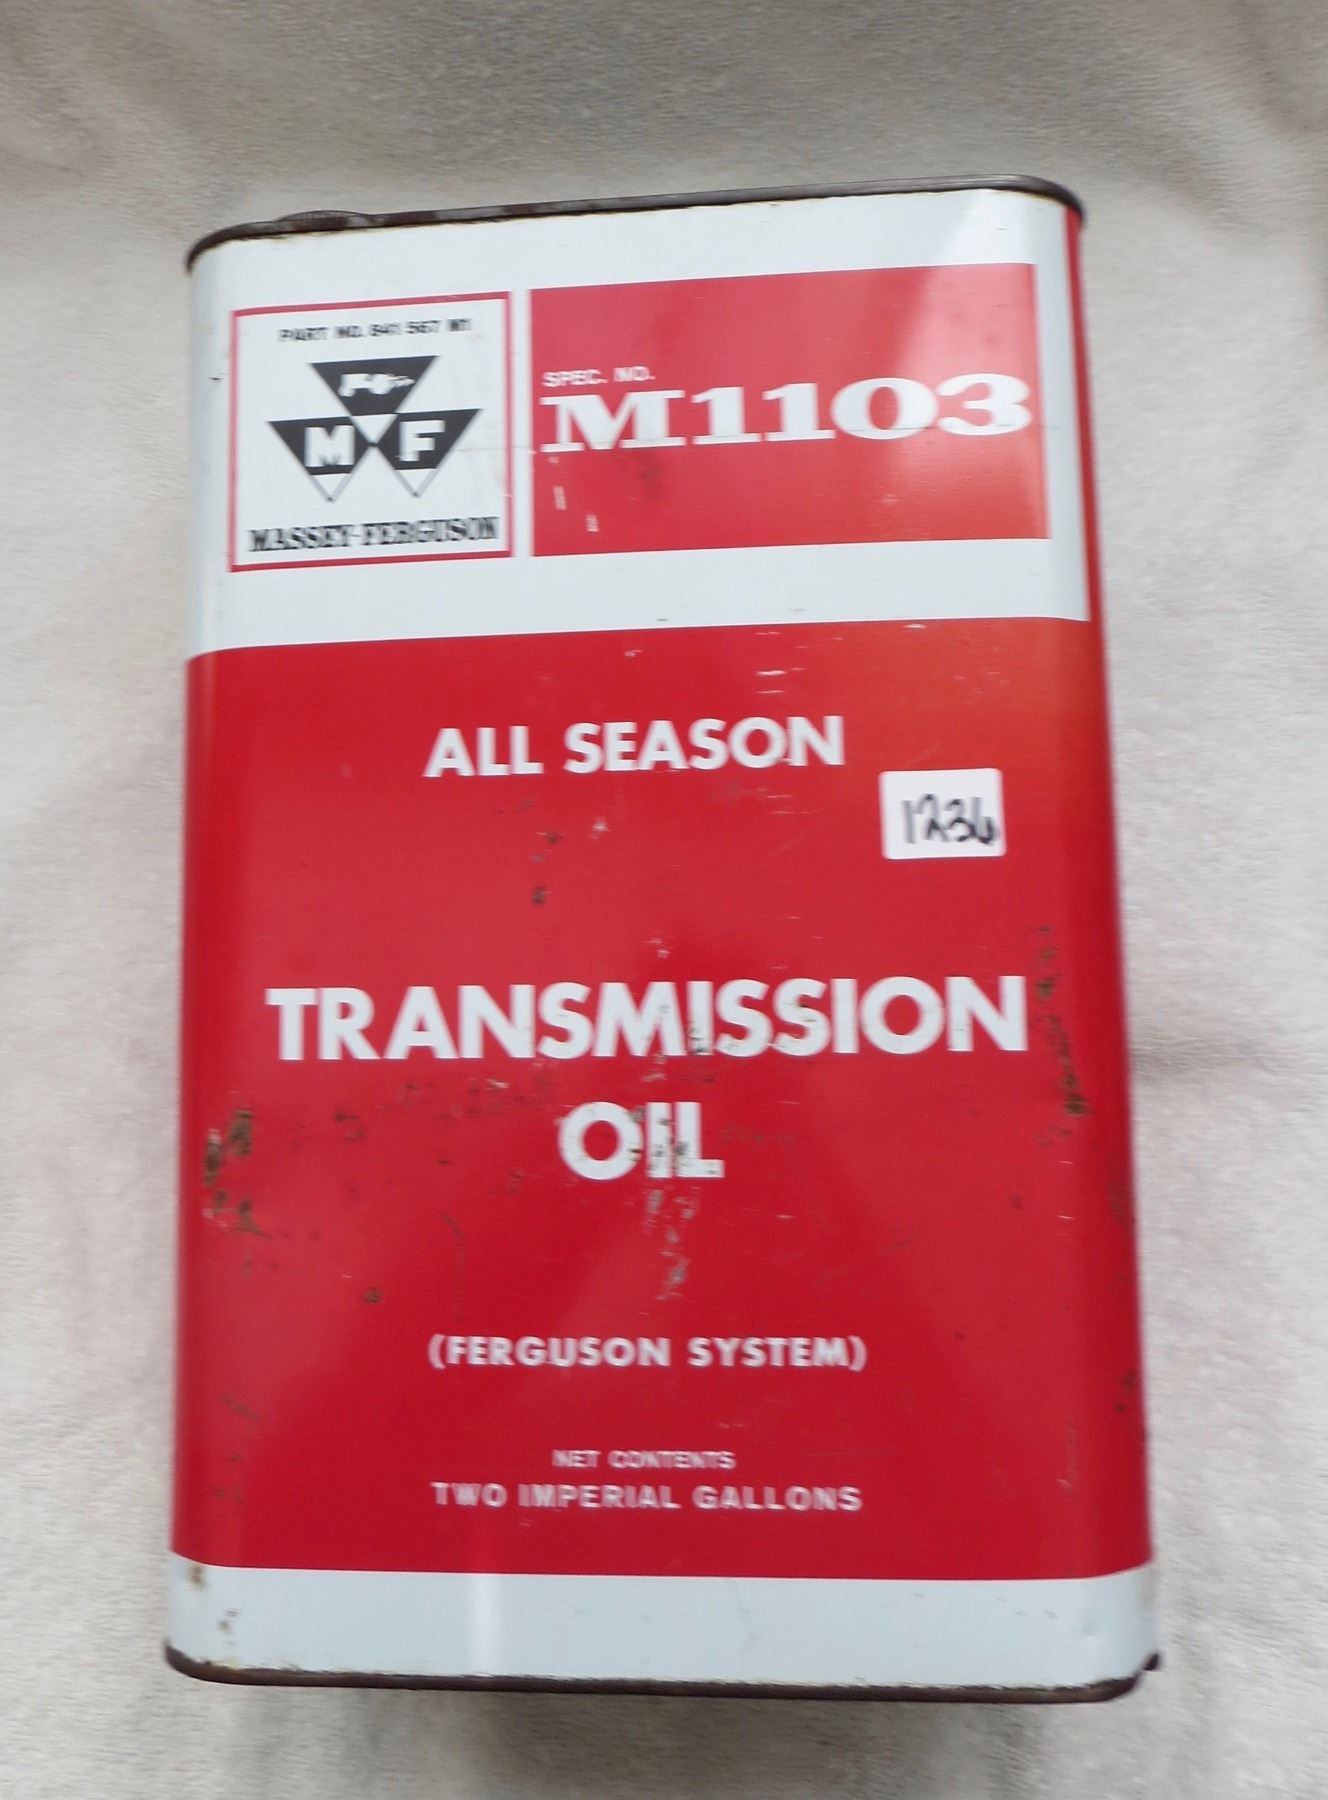 PART NO. 841 567 M1
M F
MASSEY-FERGUSON
SPEC. NO.
M1103
ALL SEASON
1236
TRANSMISSION
OIL
(FERGUSON SYSTEM)
NET CONTENTS
TWO IMPERIAL GALLONS